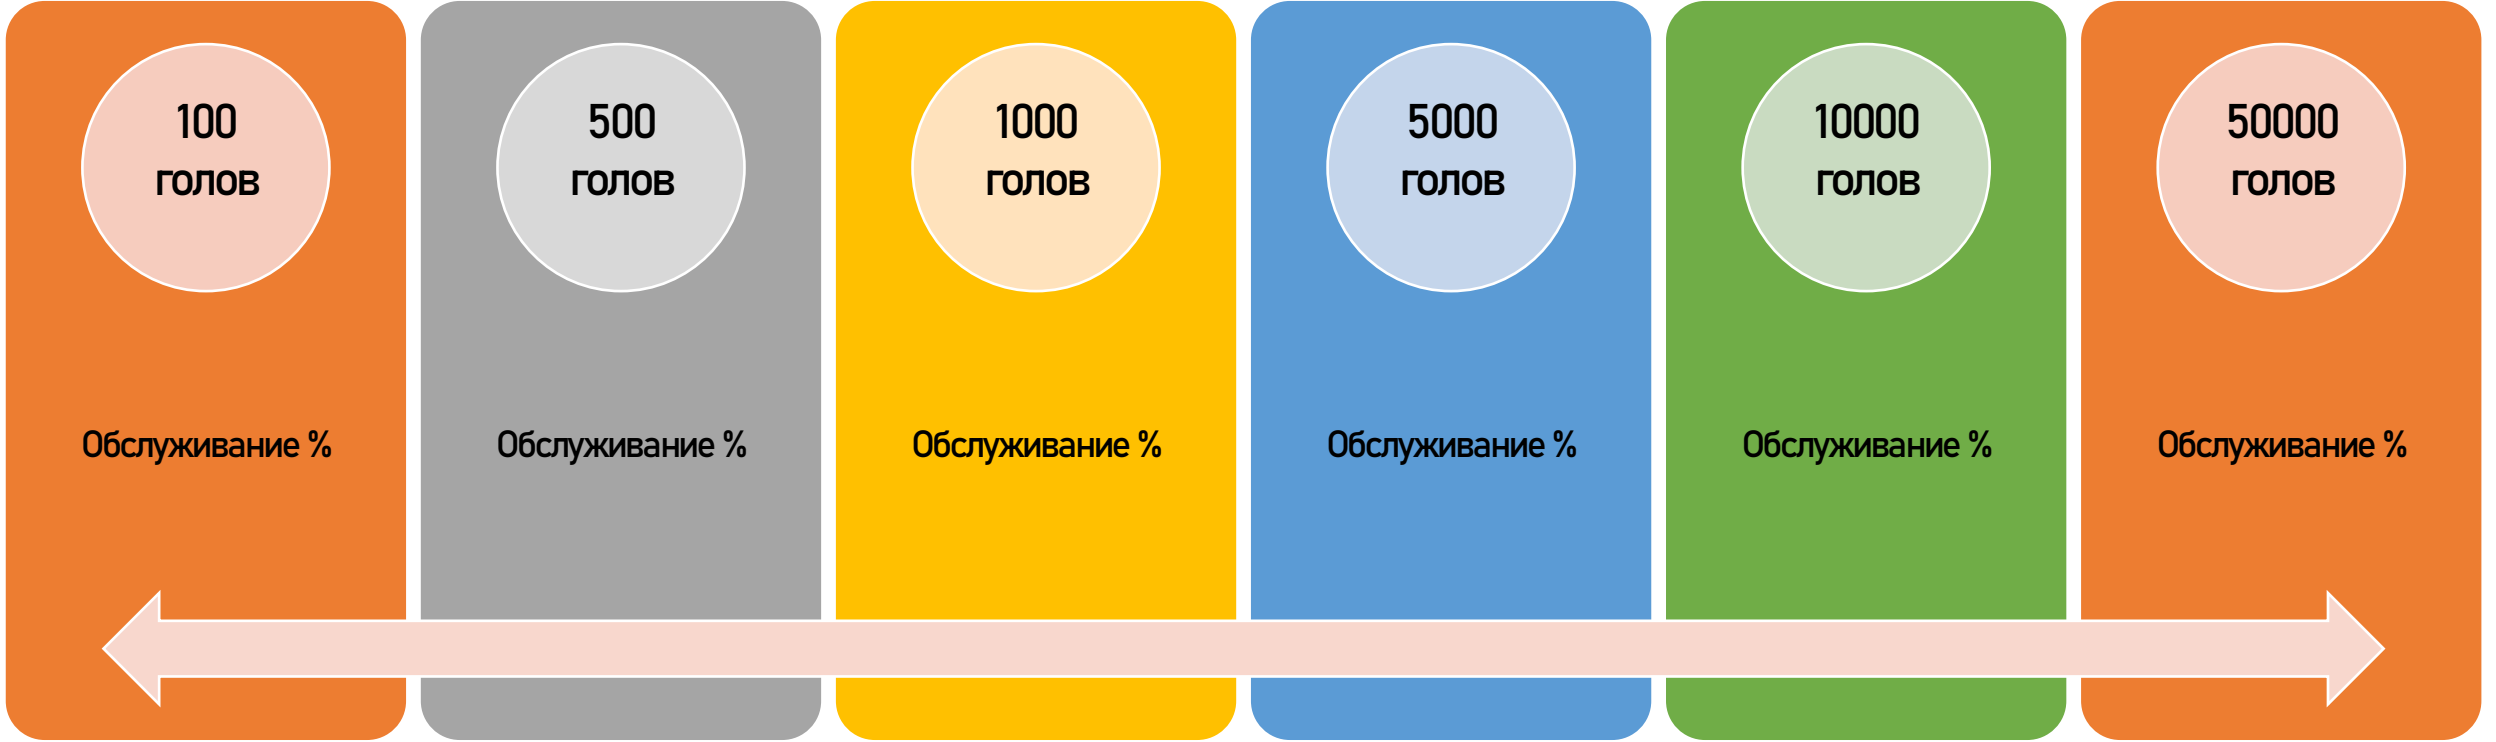 100
голов
500
голов
1000
голов
5000
голов
10000
голов
50000
голов
Обслуживание %
Обслуживание %
Обслуживание %
Обслуживание %
Обслуживание %
Обслуживание %